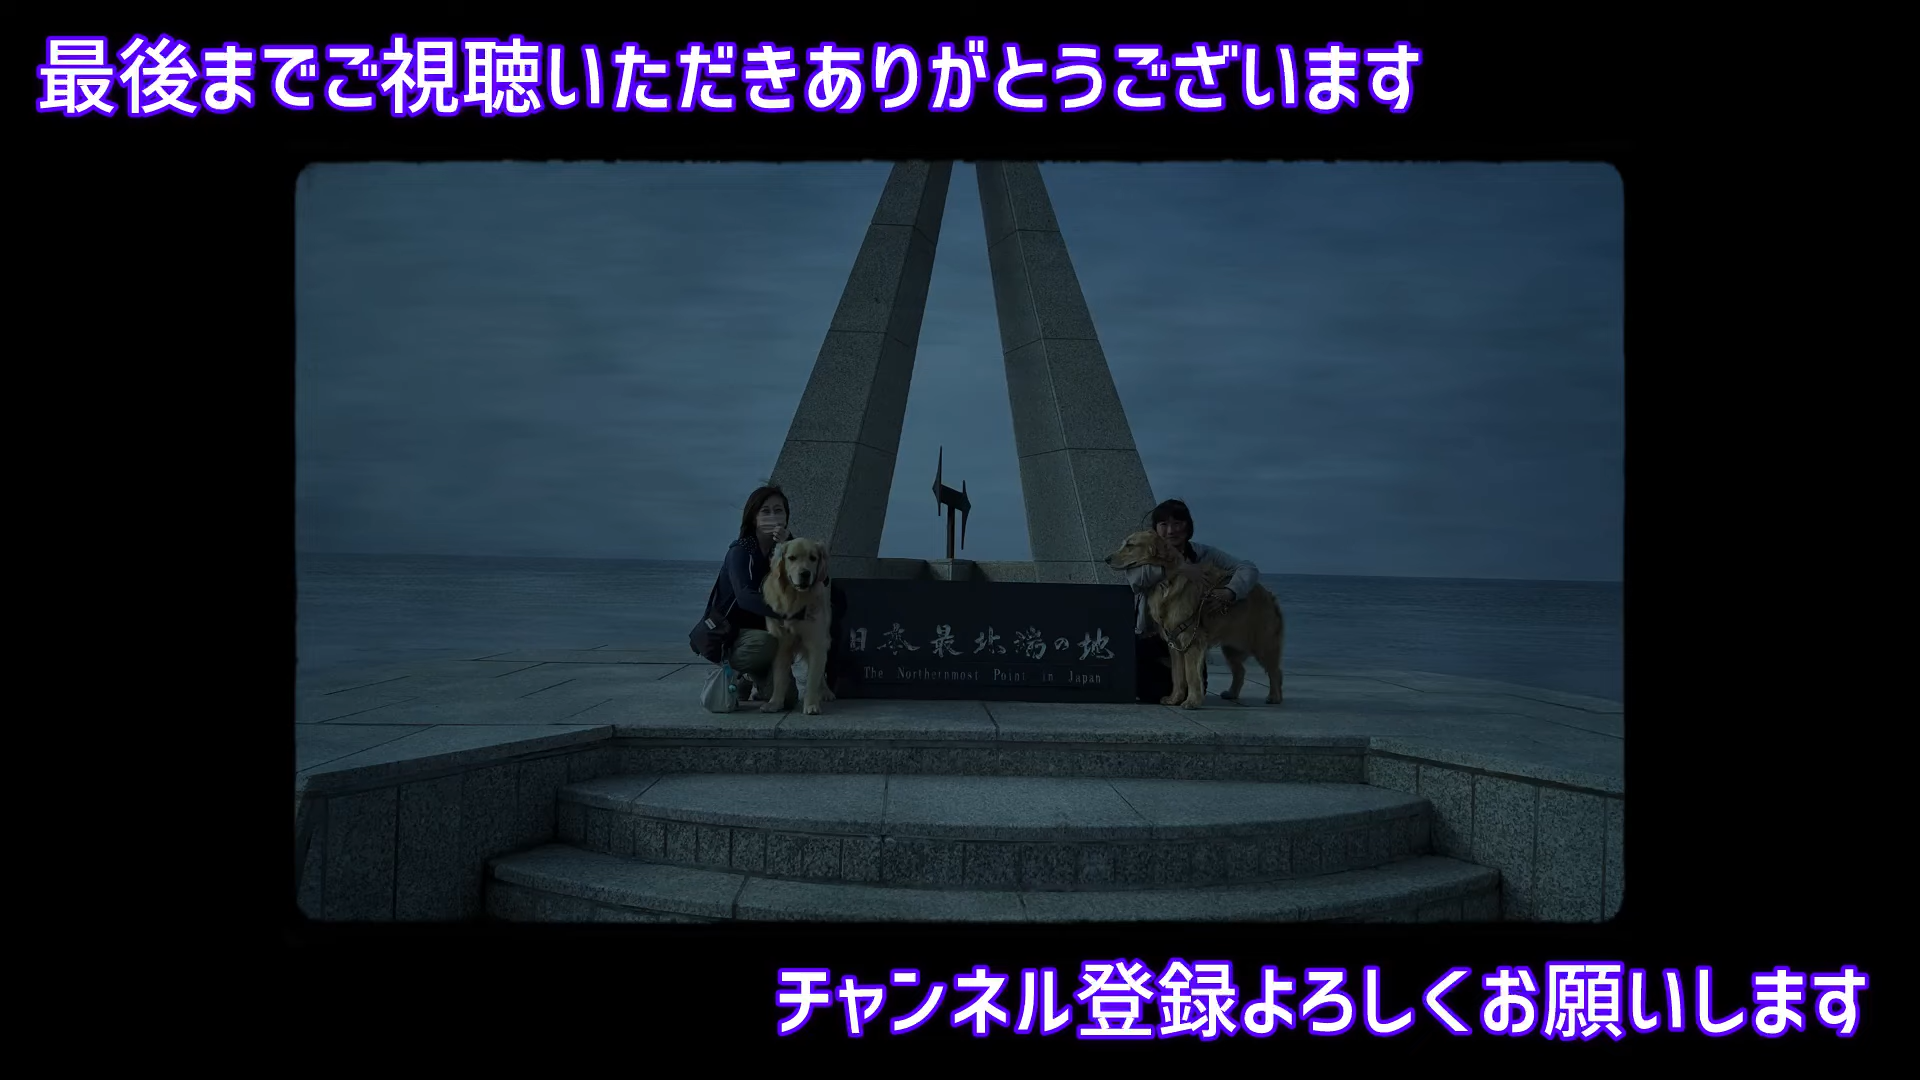 最後までご視聴いただきありがとうございます
日本最北端の地
The Northernmost Point in Japan
チャンネル登録よろしくお願いします